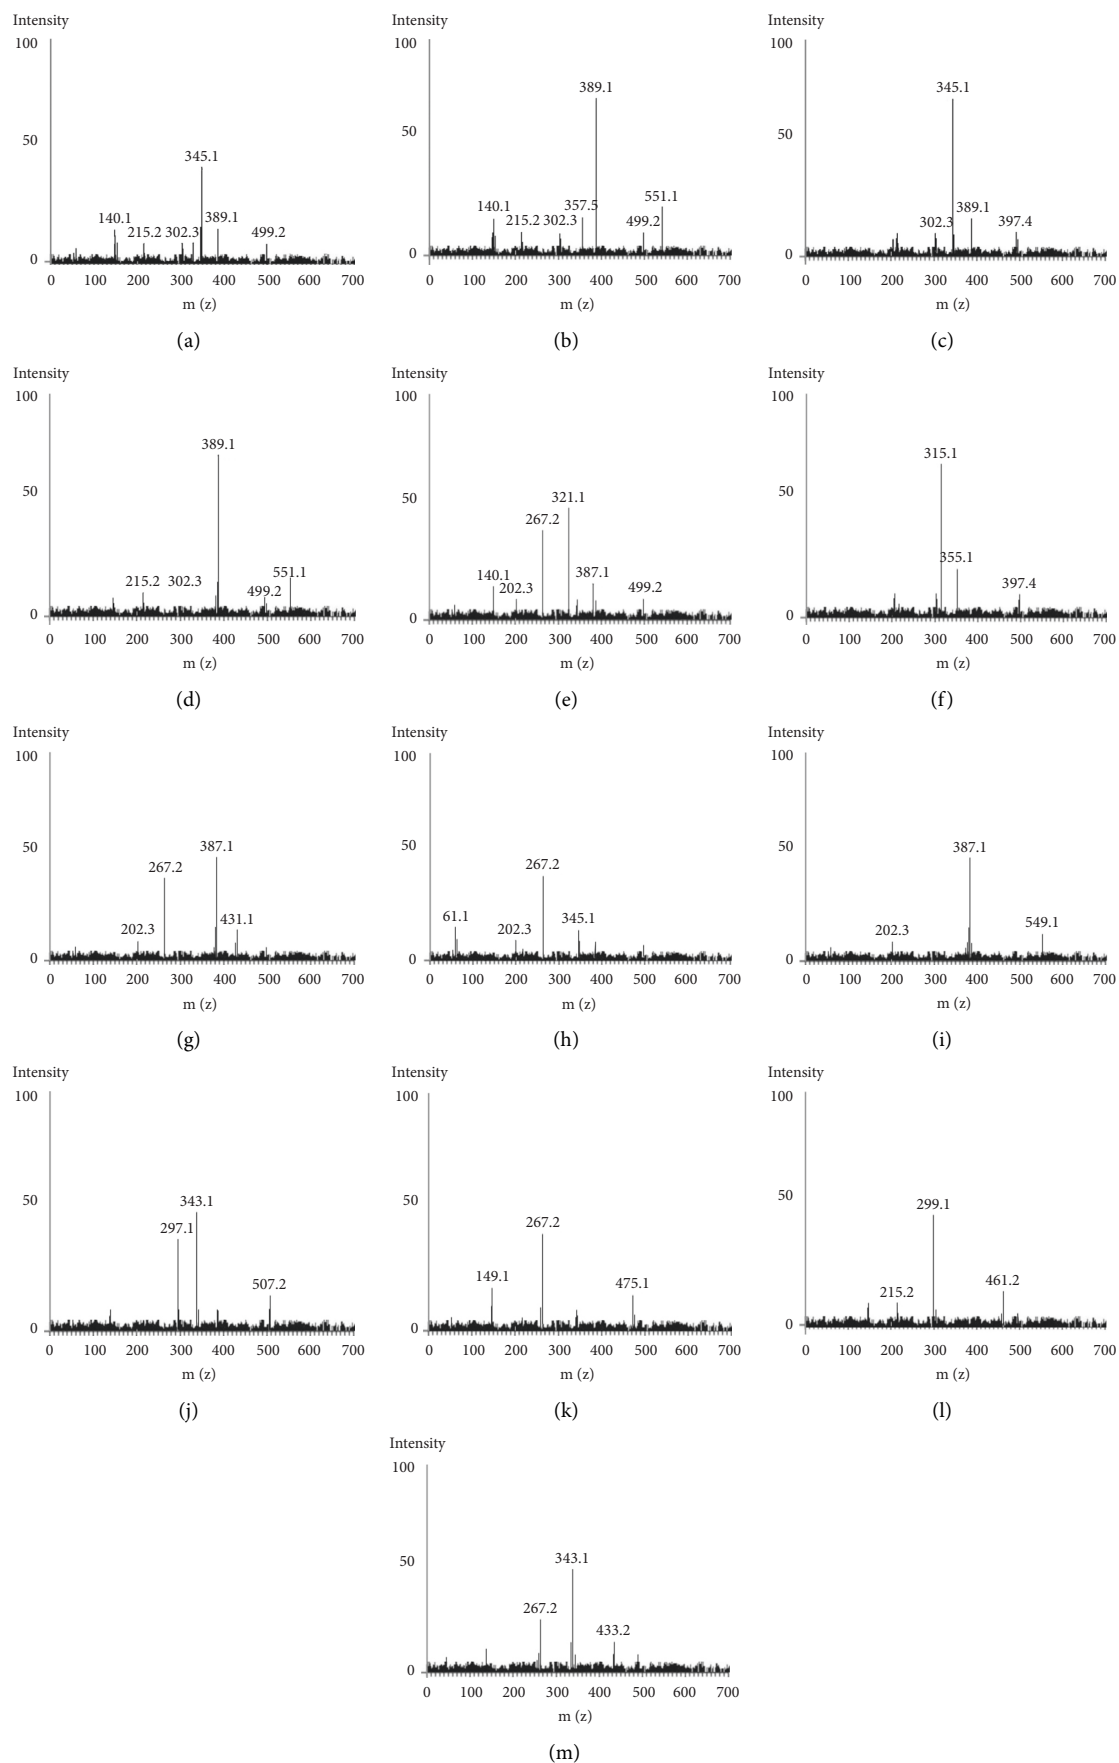 Intensity
100
50
0
345.1
140.1
389.1
215.2
302.3
499.2
0 100 200 300 400 500 600 700
m (z)
(a)
Intensity
100
50
0
389.1
140.1
357.5
551.1
215.2
302.3
499.2
0 100 200 300 400 500 600 700
m (z)
(b)
Intensity
100
50
0
345.1
389.1
302.3
397.4
0 100 200 300 400 500 600 700
m (z)
(c)
Intensity
100
50
0
389.1
215.2
302.3
551.1
499.2
0 100 200 300 400 500 600 700
m (z)
(d)
Intensity
100
50
0
321.1
267.2
140.1
202.3
387.1
499.2
0 100 200 300 400 500 600 700
m (z)
(e)
Intensity
100
50
0
315.1
355.1
397.4
0 100 200 300 400 500 600 700
m (z)
(f)
Intensity
100
50
0
387.1
267.2
202.3
431.1
0 100 200 300 400 500 600 700
m (z)
(g)
Intensity
100
50
0
267.2
61.1
202.3
345.1
0 100 200 300 400 500 600 700
m (z)
(h)
Intensity
100
50
0
387.1
202.3
549.1
0 100 200 300 400 500 600 700
m (z)
(i)
Intensity
100
50
0
343.1
297.1
507.2
0 100 200 300 400 500 600 700
m (z)
(j)
Intensity
100
50
0
267.2
149.1
475.1
0 100 200 300 400 500 600 700
m (z)
(k)
Intensity
100
50
0
299.1
215.2
461.2
0 100 200 300 400 500 600 700
m (z)
(l)
Intensity
100
50
0
343.1
267.2
433.2
0 100 200 300 400 500 600 700
m (z)
(m)